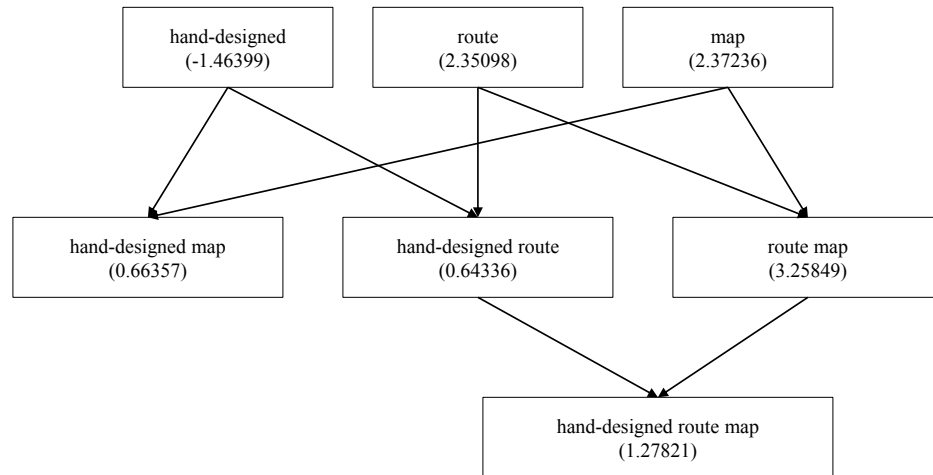 hand-designed
(-1.46399)
route
(2.35098)
map
(2.37236)
hand-designed map
(0.66357)
hand-designed route
(0.64336)
route map
(3.25849)
hand-designed route map
(1.27821)